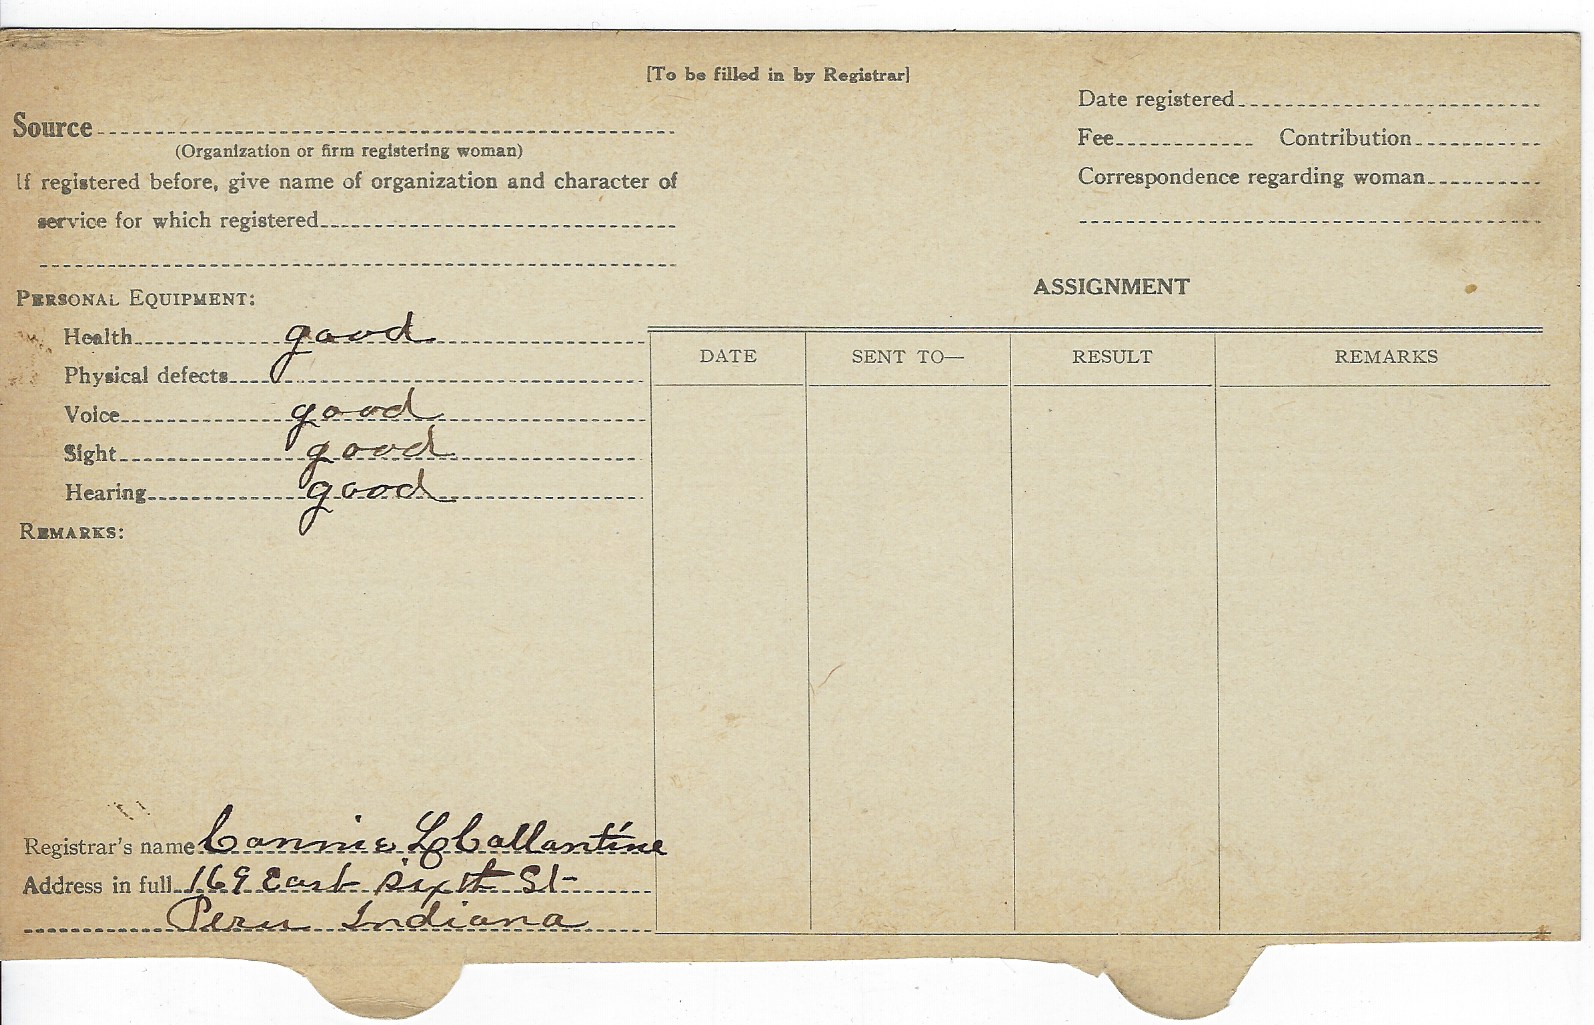 [To be filled in by Registrar]
Source
(Organization or firm registering woman)
If registered before, give name of organization and character of
service for which registered
Date registered
Fee Contribution
Correspondence regarding woman
PERSONAL EQUIPMENT:
Health good
Physical defects
Voice good
Sight good
Hearing good
REMARKS:
ASSIGNMENT
DATE SENT TO— RESULT REMARKS
Registrar's name Cannie L Callantine
Address in full 169 East Sixth St-
Peru Indiana